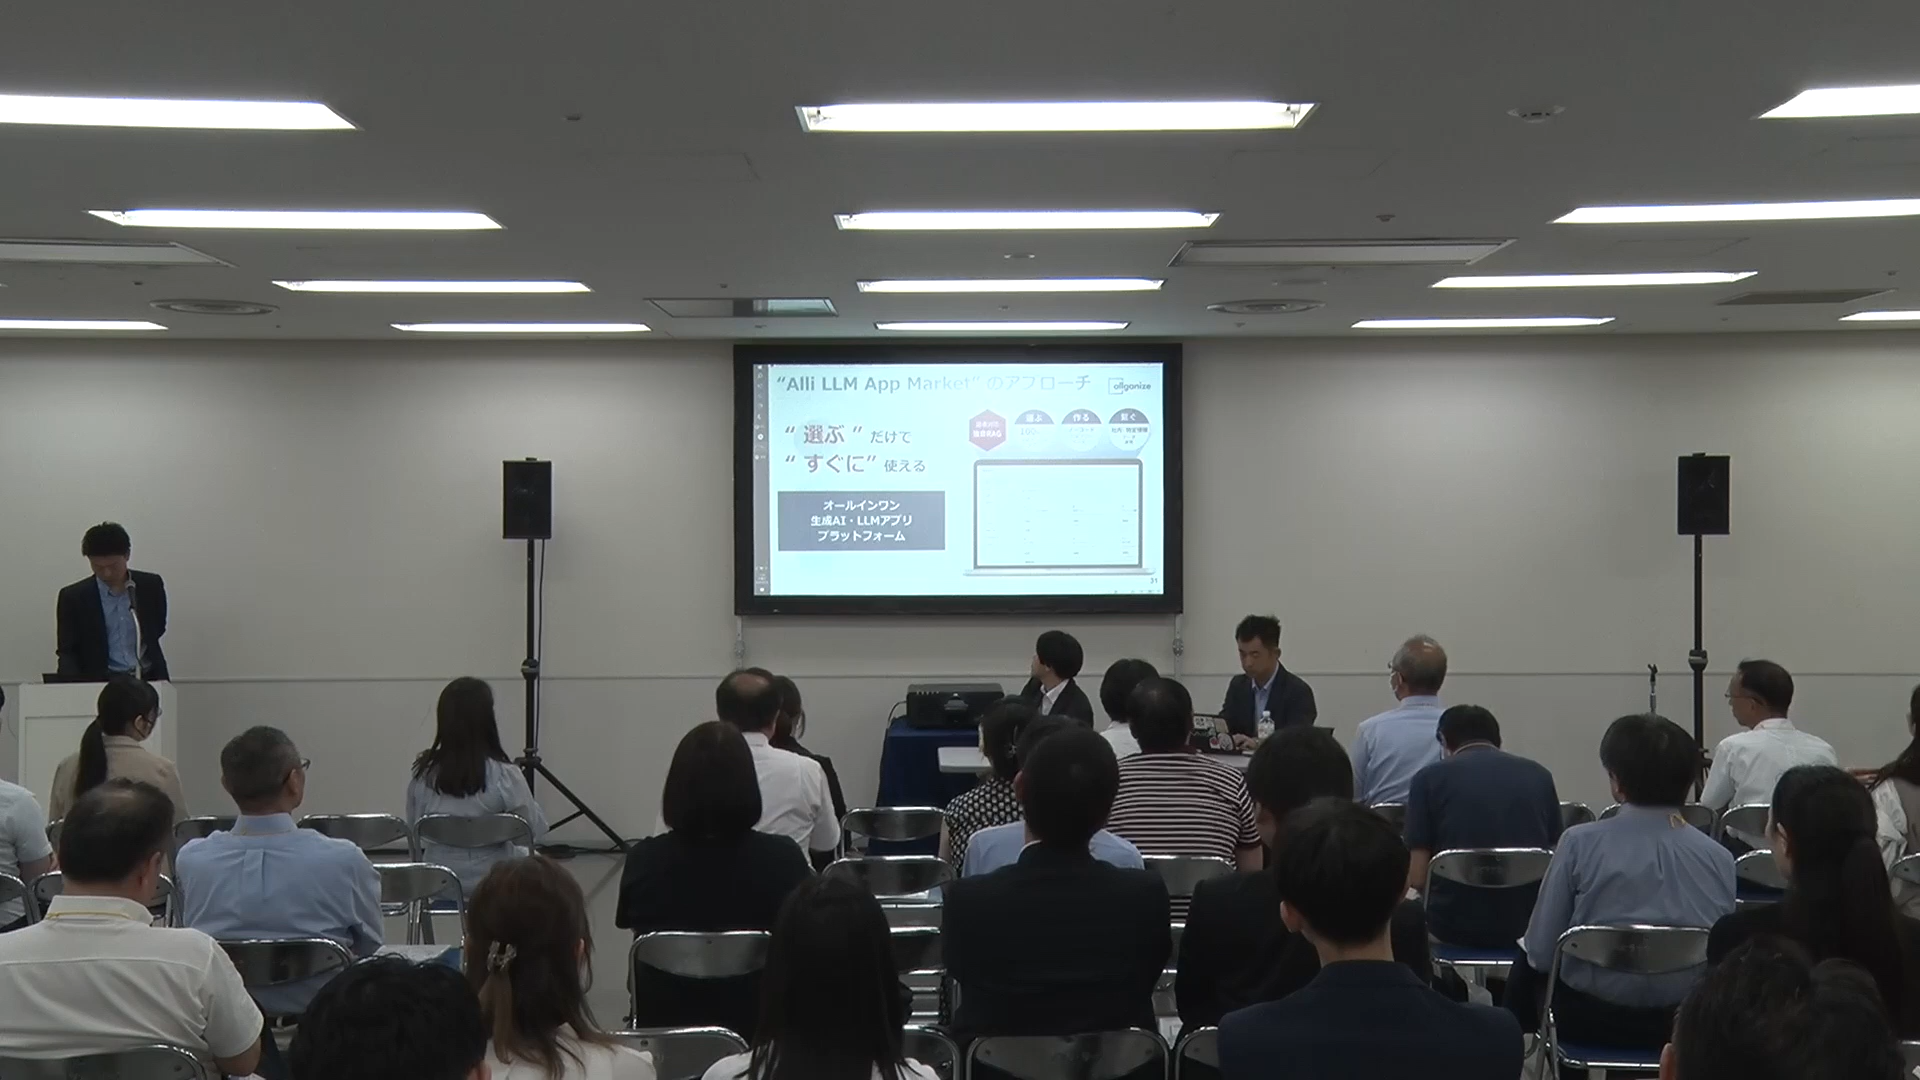 “Alli LLM App Market” のアプローチ
allganize
“ 選ぶ ” だけで
“ すぐに” 使える
オールインワン
生成AI・LLMアプリ
プラットフォーム
選ぶ
作る
繋ぐ
31